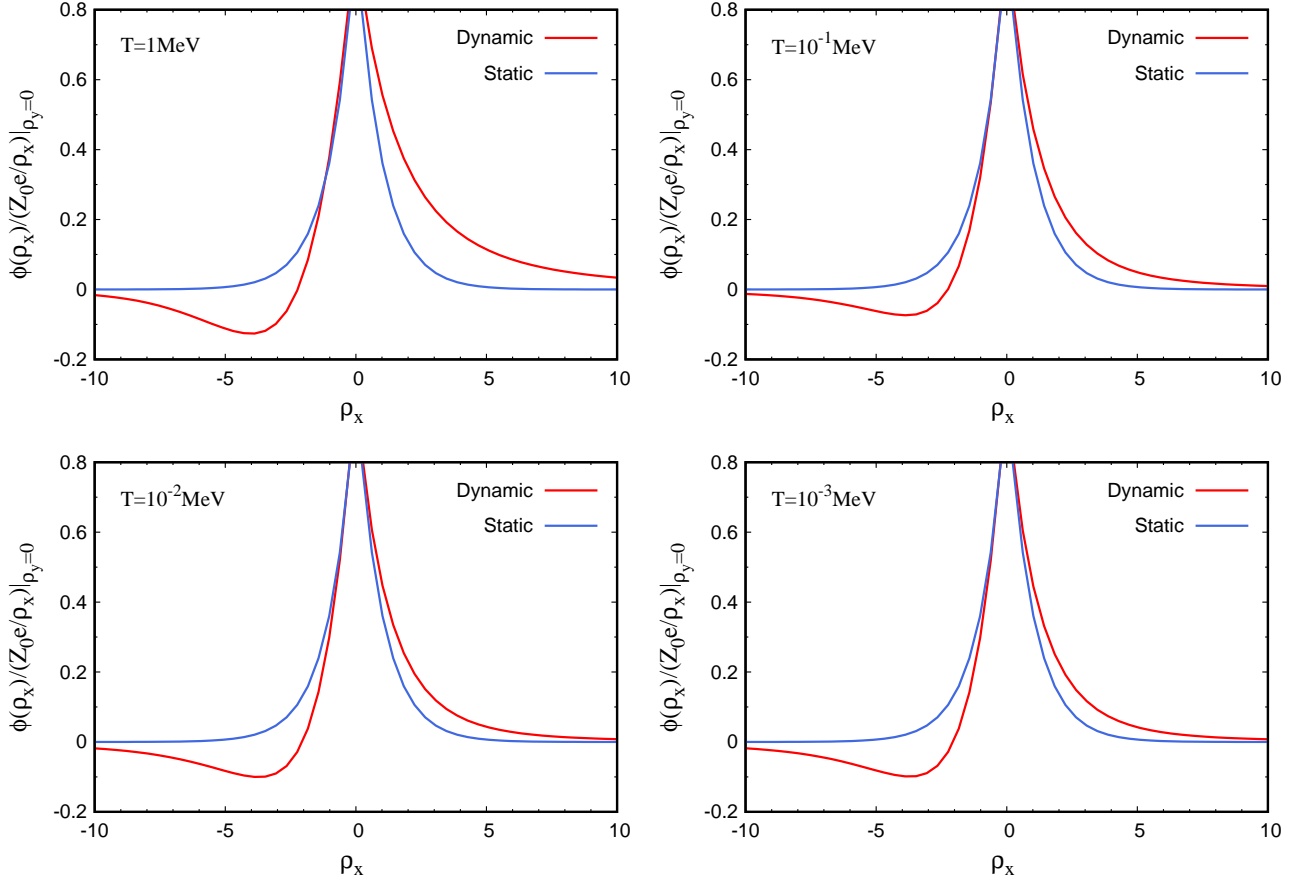 T=1MeV
Dynamic
Static
ϕ(ρx)/(Z0e/ρx)|ρy=0
0.8
0.6
0.4
0.2
0
-0.2
-10 -5 0 5 10
ρx
T=10-1MeV
Dynamic
Static
ϕ(ρx)/(Z0e/ρx)|ρy=0
0.8
0.6
0.4
0.2
0
-0.2
-10 -5 0 5 10
ρx
T=10-2MeV
Dynamic
Static
ϕ(ρx)/(Z0e/ρx)|ρy=0
0.8
0.6
0.4
0.2
0
-0.2
-10 -5 0 5 10
ρx
T=10-3MeV
Dynamic
Static
ϕ(ρx)/(Z0e/ρx)|ρy=0
0.8
0.6
0.4
0.2
0
-0.2
-10 -5 0 5 10
ρx